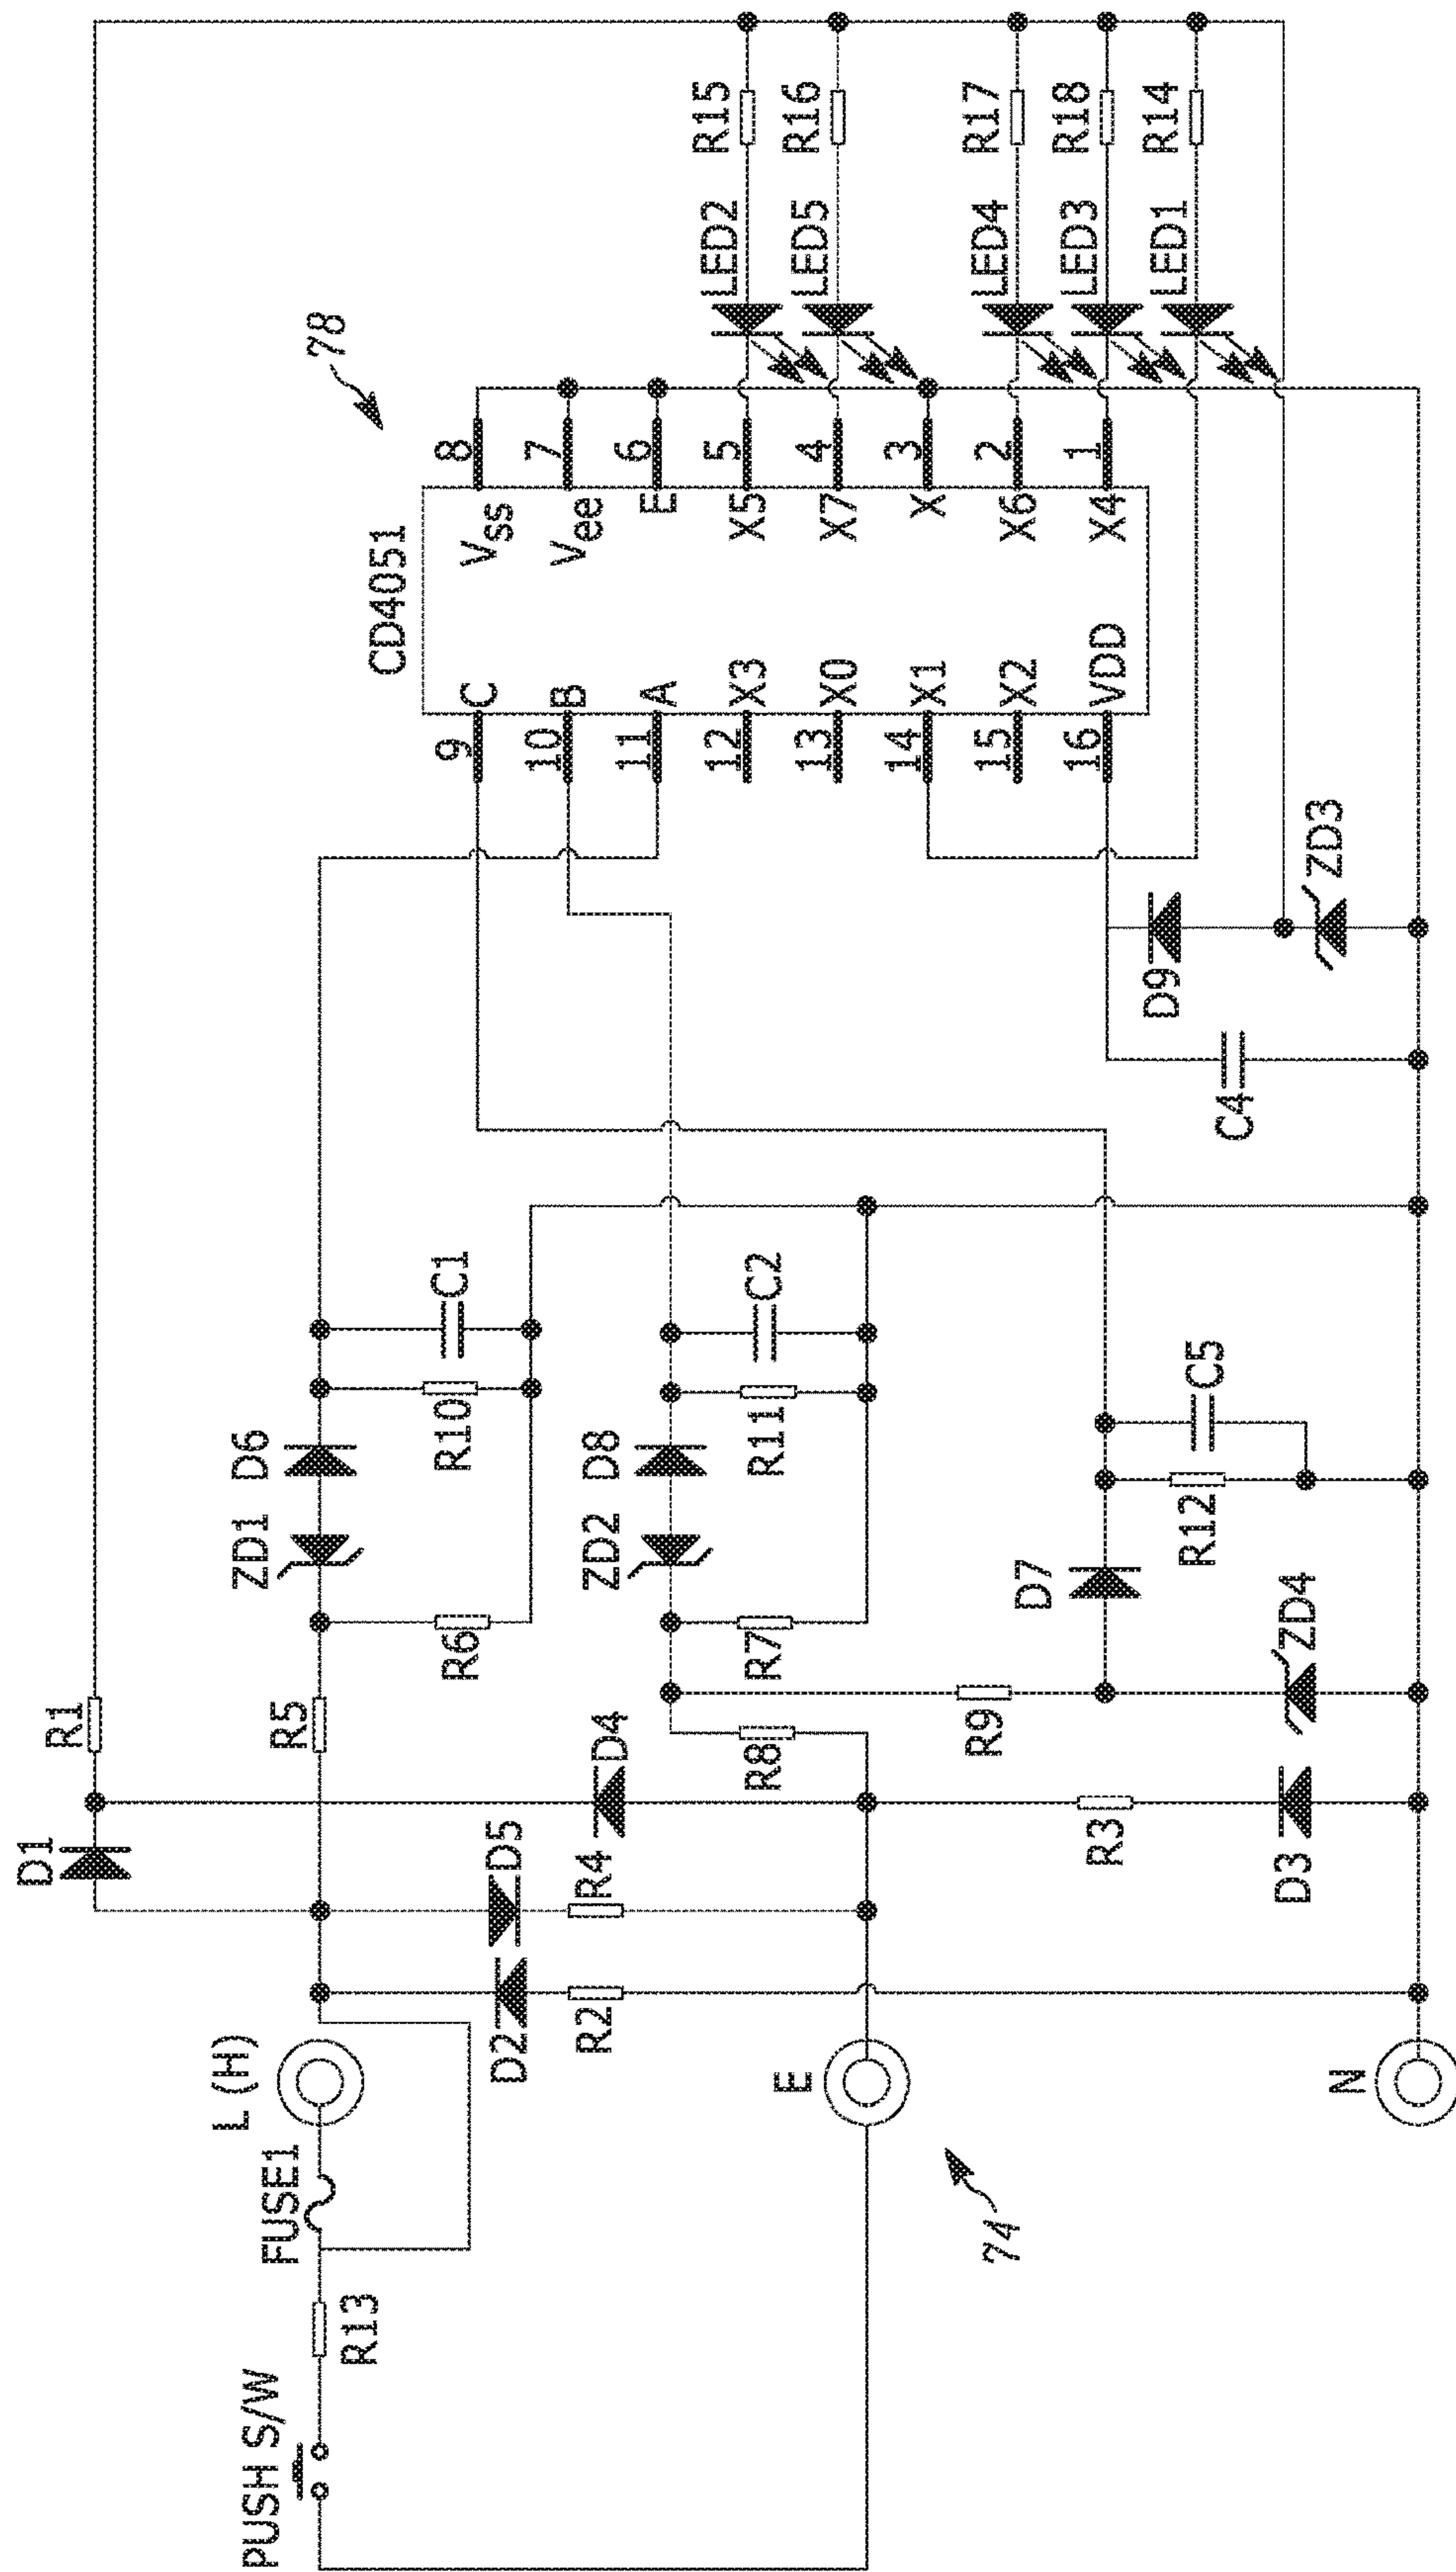 PUSH S/W
R13
FUSE1
L (H)
E
N
74
D1
R1
D2
R2
D5
R4
D4
R5
R6
ZD1
D6
R10
C1
R8
R7
ZD2
D8
R11
C2
R9
R3
D3
ZD4
D7
R12
C5
C4
D9
ZD3
78
CD4051
9
C
10
B
11
A
12
X3
13
X0
14
X1
15
X2
16
VDD
Vss
8
Vee
7
E
6
X5
5
X7
4
X
3
X6
2
X4
1
LED2
R15
LED5
R16
LED4
R17
LED3
R18
LED1
R14